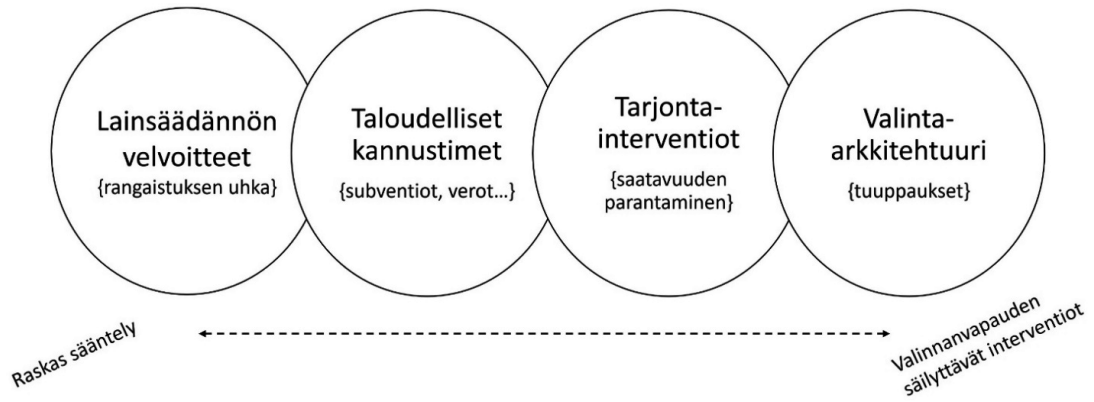 Lainsäädännön
velvoitteet
{rangaistuksen uhka}
Taloudelliset
kannustimet
{subventiot, verot…}
Tarjonta-
interventiot
{saatavuuden
parantaminen}
Valinta-
arkkitehtuuri
{tuuppaukset}
Raskas sääntely
Valinnanvapauden
säilyttävät interventiot